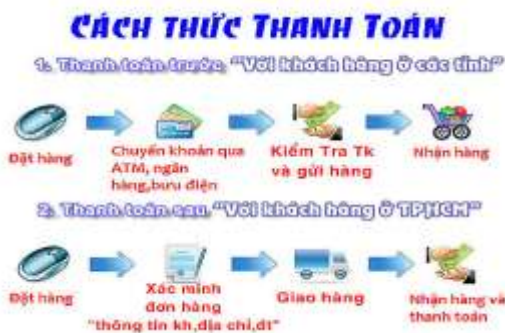 CÁCH THỨC THANH TOÁN
1. Thanh toán trước "Với khách hàng ở các tỉnh"
Đặt hàng
Chuyển khoản qua
ATM, ngân
hàng,bưu điện
Kiểm Tra Tk
và gửi hàng
Nhận hàng
2. Thanh toán sau "Với khách hàng ở TPHCM"
Đặt hàng
Xác minh
đơn hàng
"thông tin kh,địa chỉ,đt"
Giao hàng
Nhận hàng và
thanh toán